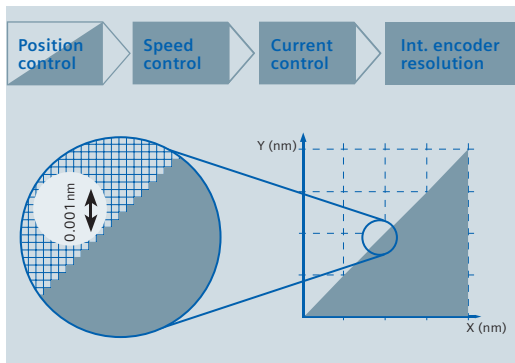 Position
control
Speed
control
Current
control
Int. encoder
resolution
Y (nm)
0.001 nm
X (nm)